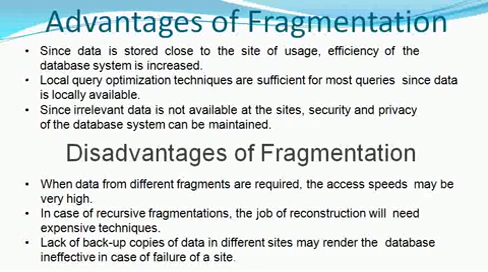 Advantages of Fragmentation
• Since data is stored close to the site of usage, efficiency of the
database system is increased.
• Local query optimization techniques are sufficient for most queries since data
is locally available.
• Since irrelevant data is not available at the sites, security and privacy
of the database system can be maintained.
Disadvantages of Fragmentation
• When data from different fragments are required, the access speeds may be
very high.
• In case of recursive fragmentations, the job of reconstruction will need
expensive techniques.
• Lack of back-up copies of data in different sites may render the database
ineffective in case of failure of a site.